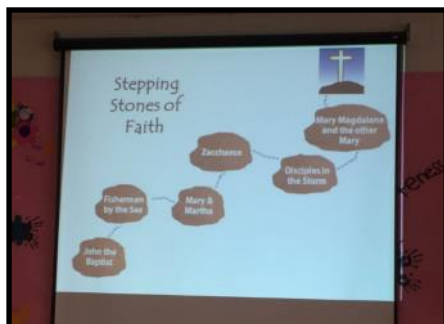 Stepping
Stones of
Faith
Mary Magdalene
and the other
Mary
Zacchaeus
Disciples in
the Storm
Fisherman
by the Sea
Mary &
Martha
John the
Baptist